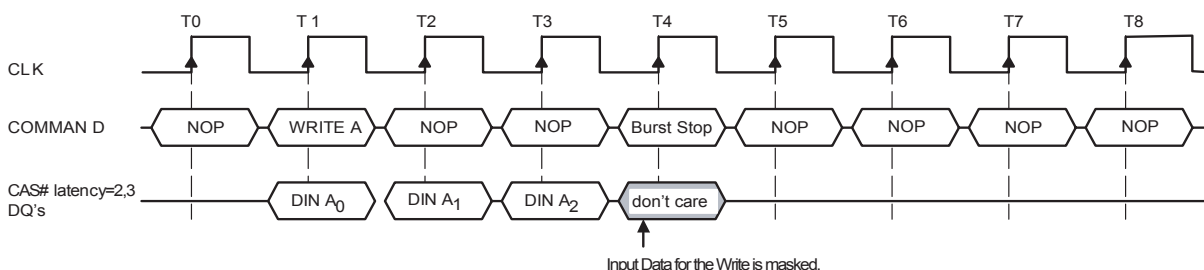 T0 T 1 T2 T3 T4 T5 T6 T7 T8
CLK
COMMAN D NOP WRITE A NOP NOP Burst Stop NOP NOP NOP NOP
CAS# latency=2,3
DQ's DIN A0 DIN A1 DIN A2 don't care
Input Data for the Write is masked.